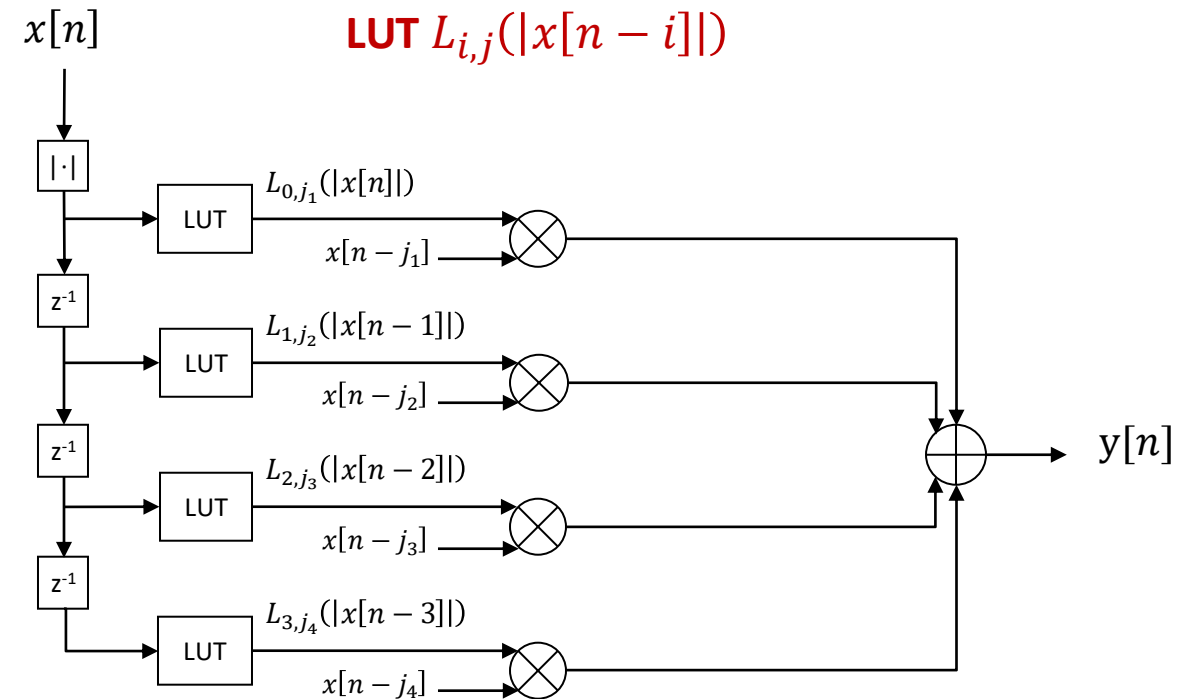 x[n]
LUT L_{i,j}(|x[n − i]|)
|·|
LUT
L_{0,j_1}(|x[n]|)
x[n − j_1]
z^{-1}
LUT
L_{1,j_2}(|x[n − 1]|)
x[n − j_2]
z^{-1}
y[n]
LUT
L_{2,j_3}(|x[n − 2]|)
x[n − j_3]
z^{-1}
LUT
L_{3,j_4}(|x[n − 3]|)
x[n − j_4]